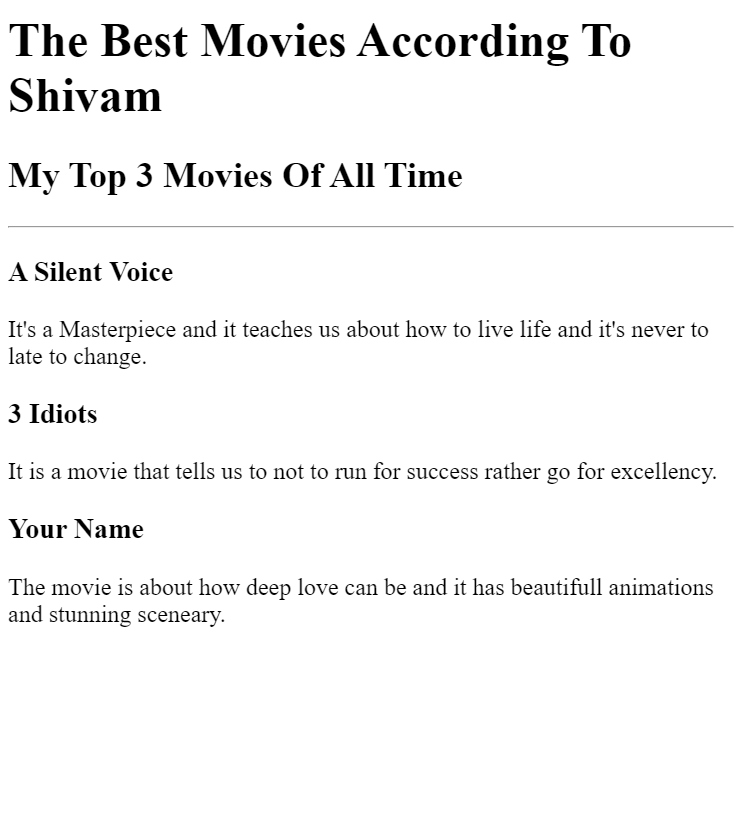 The Best Movies According To
Shivam
My Top 3 Movies Of All Time
A Silent Voice
It's a Masterpiece and it teaches us about how to live life and it's never to
late to change.
3 Idiots
It is a movie that tells us to not to run for success rather go for excellency.
Your Name
The movie is about how deep love can be and it has beautifull animations
and stunning sceneary.